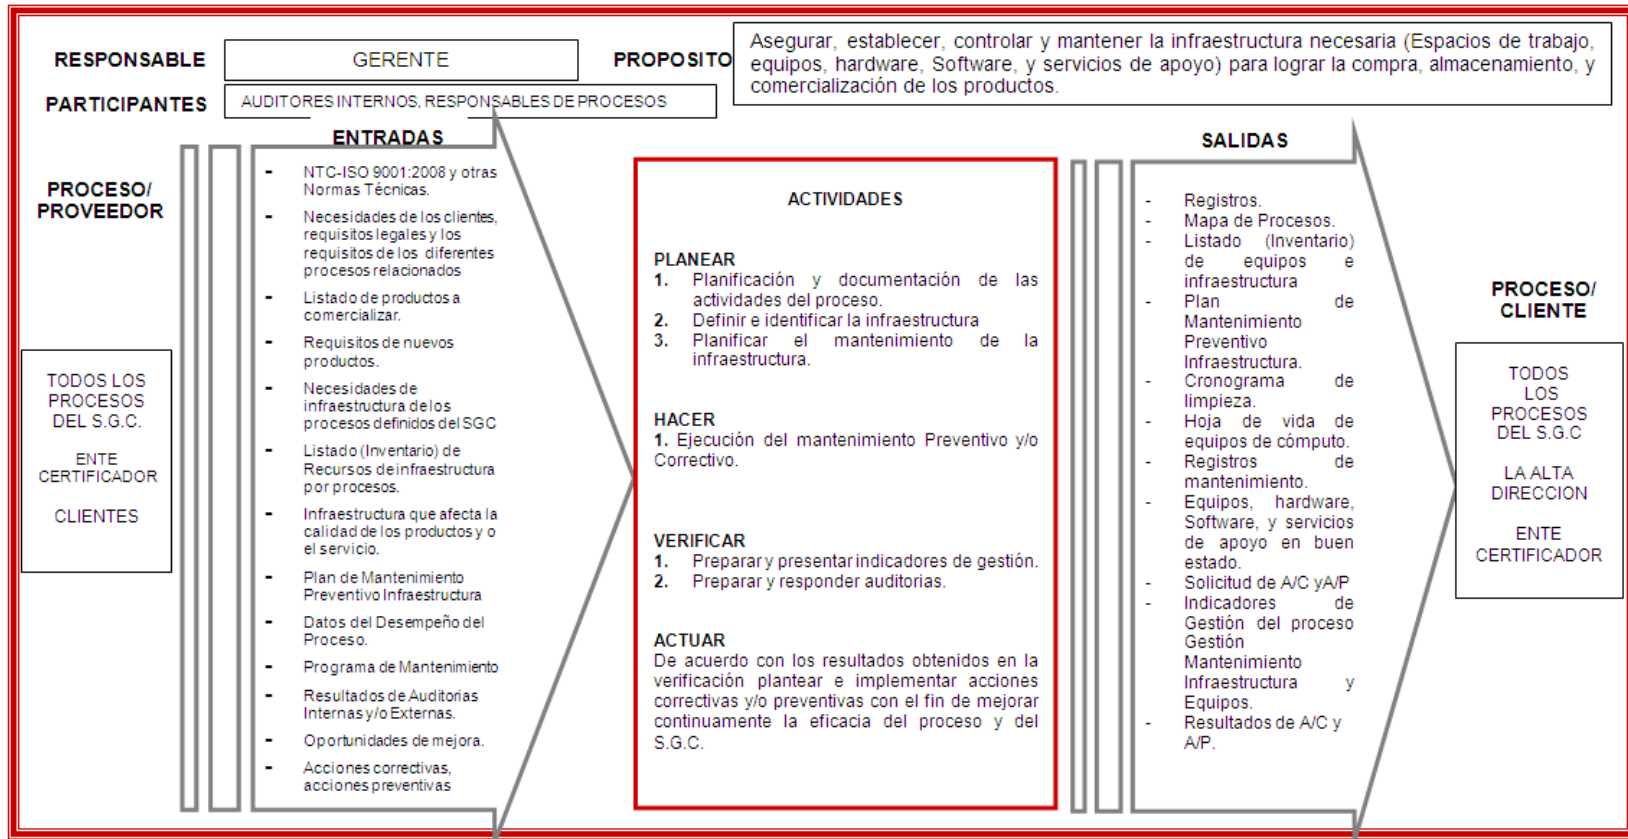 RESPONSABLE
GERENTE
PROPOSITO
Asegurar, establecer, controlar y mantener la infraestructura necesaria (Espacios de trabajo,
equipos, hardware, Software, y servicios de apoyo) para lograr la compra, almacenamiento, y
comercialización de los productos.
PARTICIPANTES
AUDITORES INTERNOS, RESPONSABLES DE PROCESOS
PROCESO/
PROVEEDOR
TODOS LOS
PROCESOS
DEL S.G.C.
ENTE
CERTIFICADOR
CLIENTES
ENTRADAS
- NTC-ISO 9001:2008 y otras
Normas Técnicas.
- Necesidades de los clientes,
requisitos legales y los
requisitos de los diferentes
procesos relacionados
- Listado de productos a
comercializar.
- Requisitos de nuevos
productos.
- Necesidades de
infraestructura de los
procesos definidos del SGC
- Listado (Inventario) de
Recursos de infraestructura
por procesos.
- Infraestructura que afecta la
calidad de los productos y o
el servicio.
- Plan de Mantenimiento
Preventivo Infraestructura
- Datos del Desempeño del
Proceso.
- Programa de Mantenimiento
- Resultados de Auditorias
Internas y/o Externas.
- Oportunidades de mejora.
- Acciones correctivas,
acciones preventivas
ACTIVIDADES
PLANEAR
1. Planificación y documentación de las
actividades del proceso.
2. Definir e identificar la infraestructura
3. Planificar el mantenimiento de la
infraestructura.
HACER
1. Ejecución del mantenimiento Preventivo y/o
Correctivo.
VERIFICAR
1. Preparar y presentar indicadores de gestión.
2. Preparar y responder auditorias.
ACTUAR
De acuerdo con los resultados obtenidos en la
verificación plantear e implementar acciones
correctivas y/o preventivas con el fin de mejorar
continuamente la eficacia del proceso y del
S.G.C.
SALIDAS
- Registros.
- Mapa de Procesos.
- Listado (Inventario)
de equipos e
infraestructura
- Plan de
Mantenimiento
Preventivo
Infraestructura.
- Cronograma de
limpieza.
- Hoja de vida de
equipos de cómputo.
- Registros de
mantenimiento.
- Equipos, hardware,
Software, y servicios
de apoyo en buen
estado.
- Solicitud de A/C yA/P
- Indicadores de
Gestión del proceso
Gestión
Mantenimiento
Infraestructura y
Equipos.
- Resultados de A/C y
A/P.
PROCESO/
CLIENTE
TODOS
LOS
PROCESOS
DEL S.G.C
LA ALTA
DIRECCION
ENTE
CERTIFICADOR